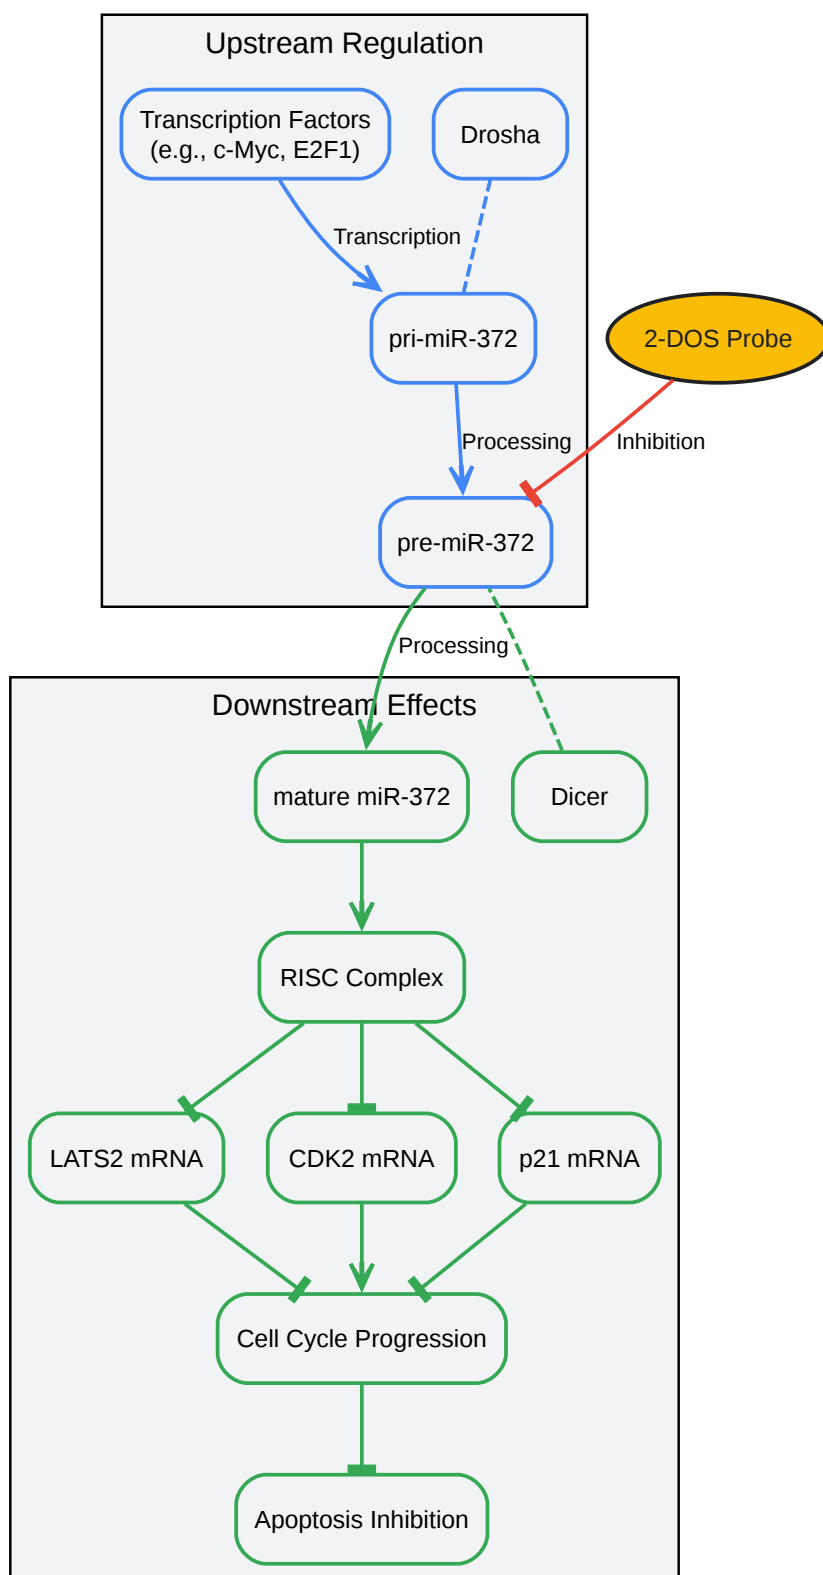 Upstream Regulation
Transcription Factors
(e.g., c-Myc, E2F1)
Drosha
Transcription
pri-miR-372
2-DOS Probe
Processing
Inhibition
pre-miR-372
Processing
Downstream Effects
mature miR-372
Dicer
RISC Complex
LATS2 mRNA
CDK2 mRNA
p21 mRNA
Cell Cycle Progression
Apoptosis Inhibition